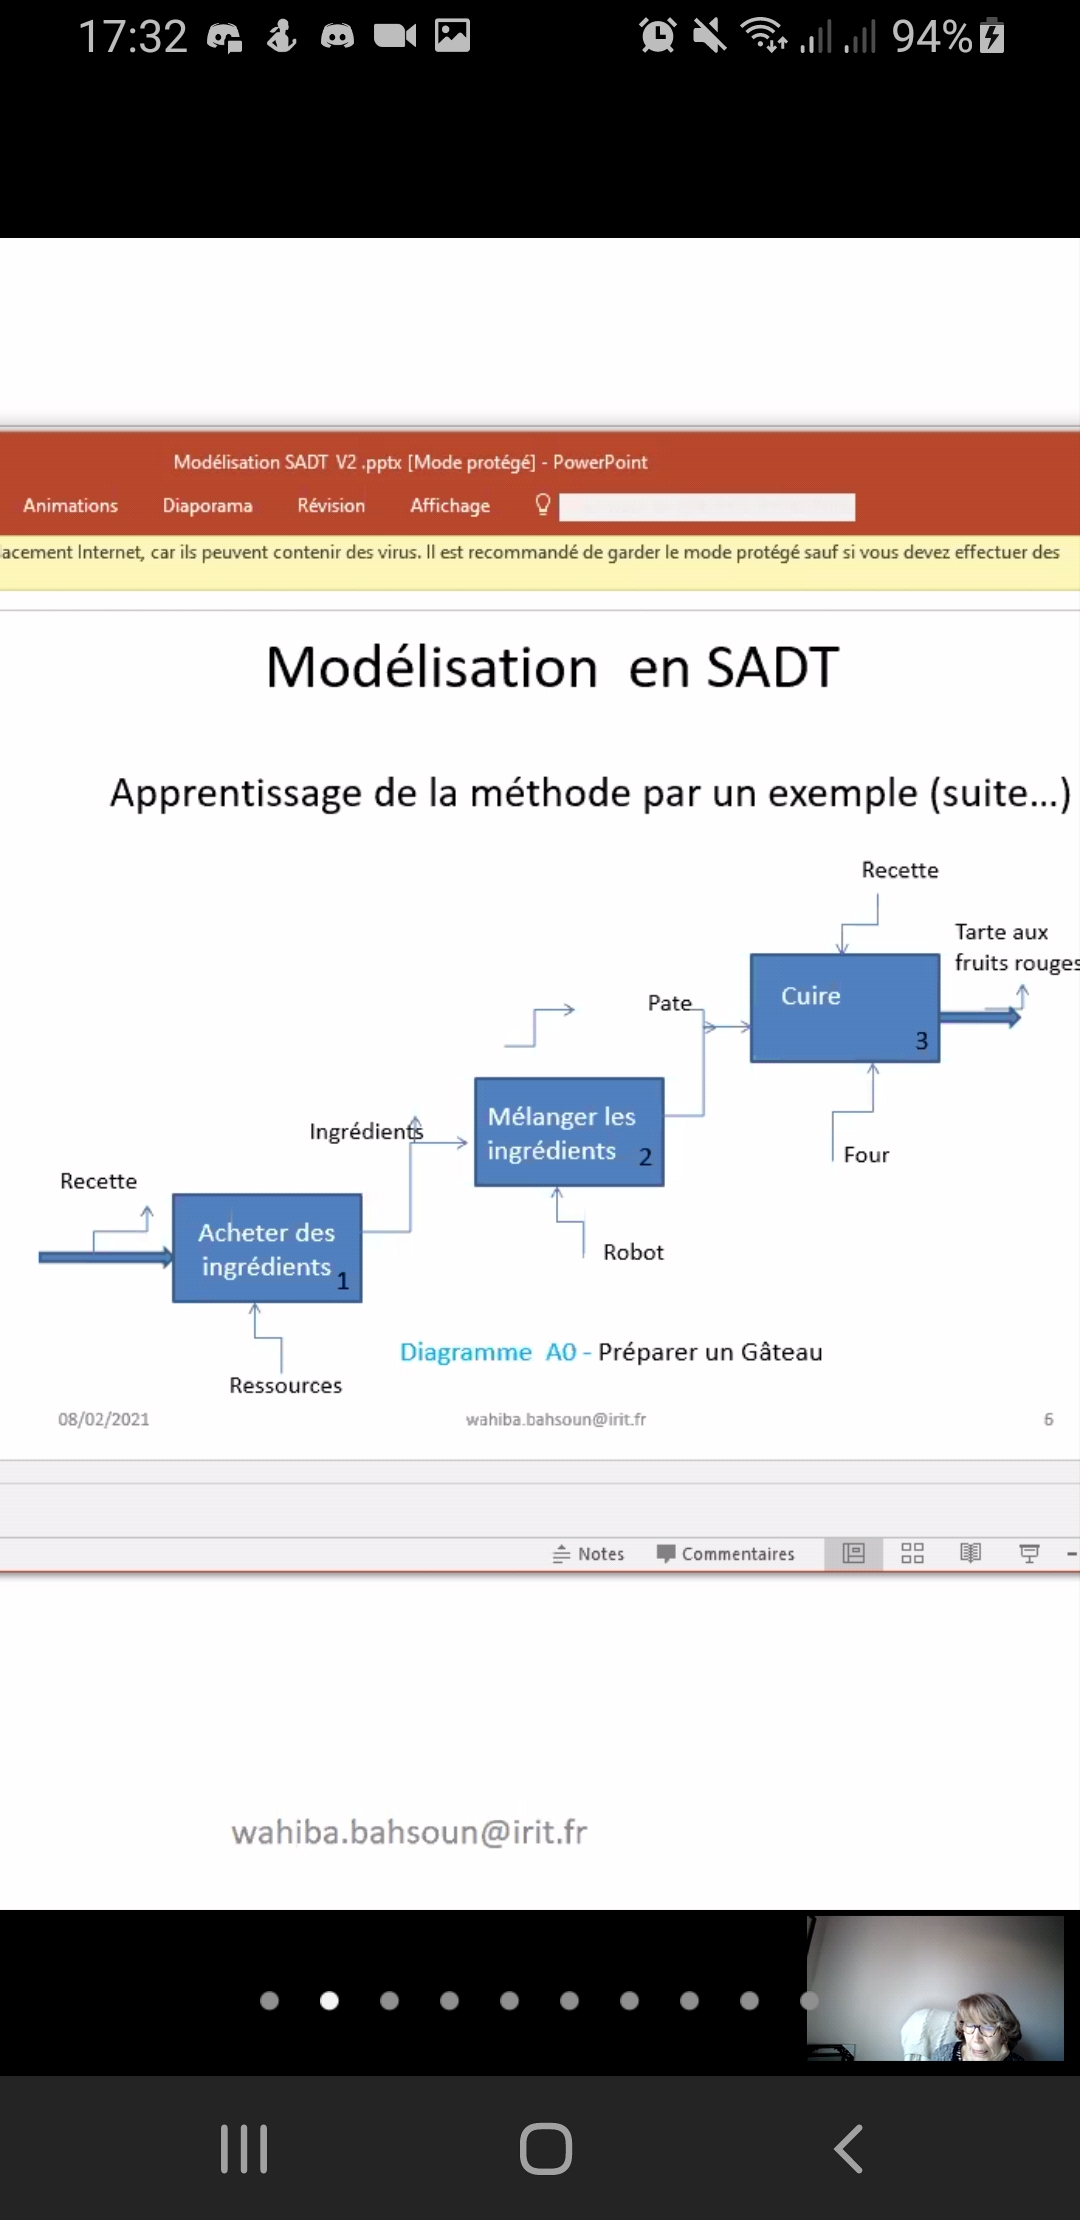 17:32
94%
Modélisation SADT V2 .pptx [Mode protégé] - PowerPoint
Animations Diaporama Révision Affichage
lacement Internet, car ils peuvent contenir des virus. Il est recommandé de garder le mode protégé sauf si vous devez effectuer des
Modélisation en SADT
Apprentissage de la méthode par un exemple (suite...)
Recette
Tarte aux
fruits rouges
Cuire
3
Pate
Mélanger les
ingrédients 2
Ingrédients
Four
Recette
Acheter des
ingrédients 1
Robot
Diagramme A0 - Préparer un Gâteau
Ressources
08/02/2021 wahiba.bahsoun@irit.fr 6
Notes Commentaires
wahiba.bahsoun@irit.fr